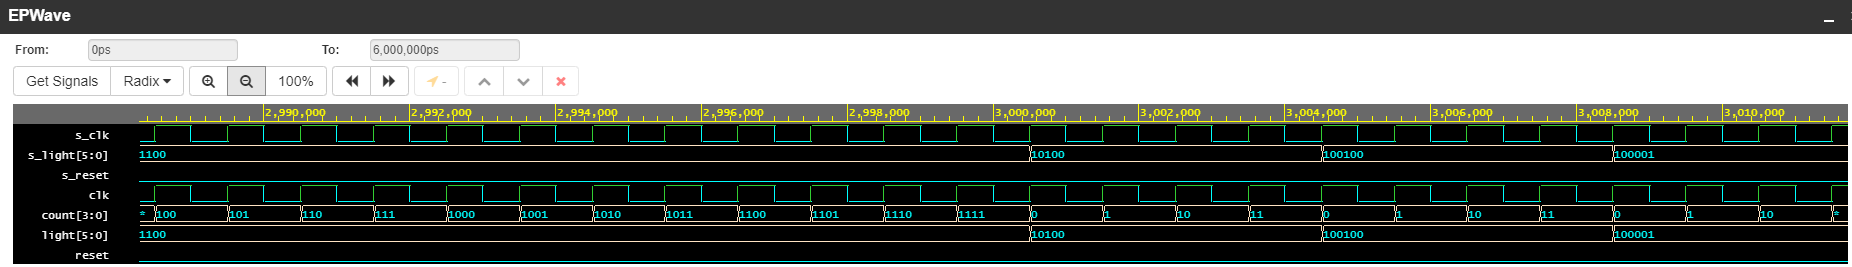 EPWave
From: 0ps To: 6,000,000ps
Get Signals Radix 100% -
2,990,000 2,992,000 2,994,000 2,996,000 2,998,000 3,000,000 3,002,000 3,004,000 3,006,000 3,008,000 3,010,000
s_clk
s_light[5:0] 1100 10100 100100 100001
s_reset
clk
count[3:0] * 100 101 110 111 1000 1001 1010 1011 1100 1101 1110 1111 0 1 10 11 0 1 10 11 0 1 10 *
light[5:0] 1100 10100 100100 100001
reset